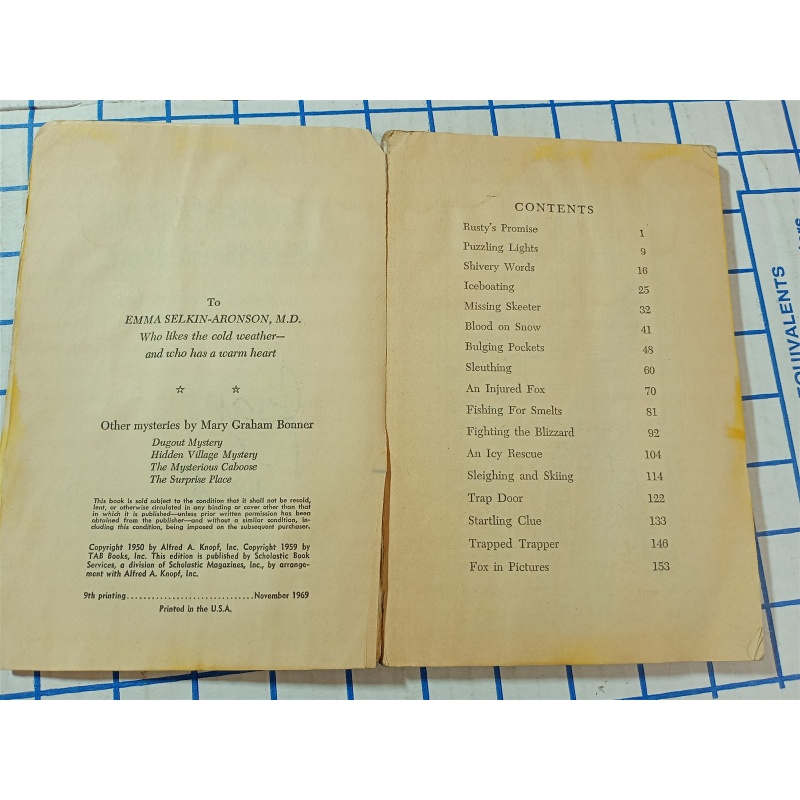 To
EMMA SELKIN-ARONSON, M.D.
Who likes the cold weather—
and who has a warm heart
☆ ☆
Other mysteries by Mary Graham Bonner
Dugout Mystery
Hidden Village Mystery
The Mysterious Caboose
The Surprise Place
This book is sold subject to the condition that it shall not be resold,
lent, or otherwise circulated in any binding or cover other than that
in which it is published—unless prior written permission has been
obtained from the publisher—and without a similar condition, in-
cluding this condition, being imposed on the subsequent purchaser.
Copyright 1950 by Alfred A. Knopf, Inc. Copyright 1959 by
TAB Books, Inc. This edition is published by Scholastic Book
Services, a division of Scholastic Magazines, Inc., by arrange-
ment with Alfred A. Knopf, Inc.
9th printing..............................November 1969
Printed in the U.S.A.
CONTENTS
Rusty's Promise 1
Puzzling Lights 9
Shivery Words 16
Iceboating 25
Missing Skeeter 32
Blood on Snow 41
Bulging Pockets 48
Sleuthing 60
An Injured Fox 70
Fishing For Smelts 81
Fighting the Blizzard 92
An Icy Rescue 104
Sleighing and Skiing 114
Trap Door 122
Startling Clue 133
Trapped Trapper 146
Fox in Pictures 153
EQUIVALENTS